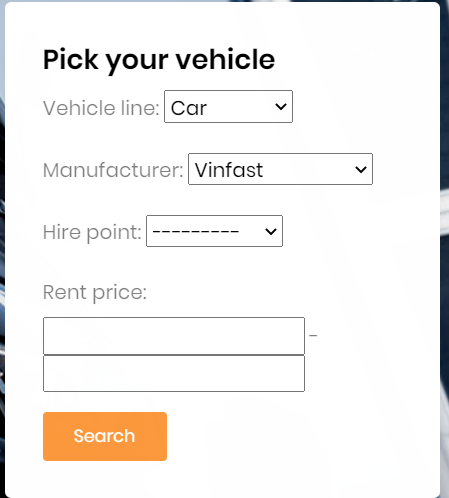 Pick your vehicle
Vehicle line: Car
Manufacturer: Vinfast
Hire point: ---------
Rent price:
-
Search